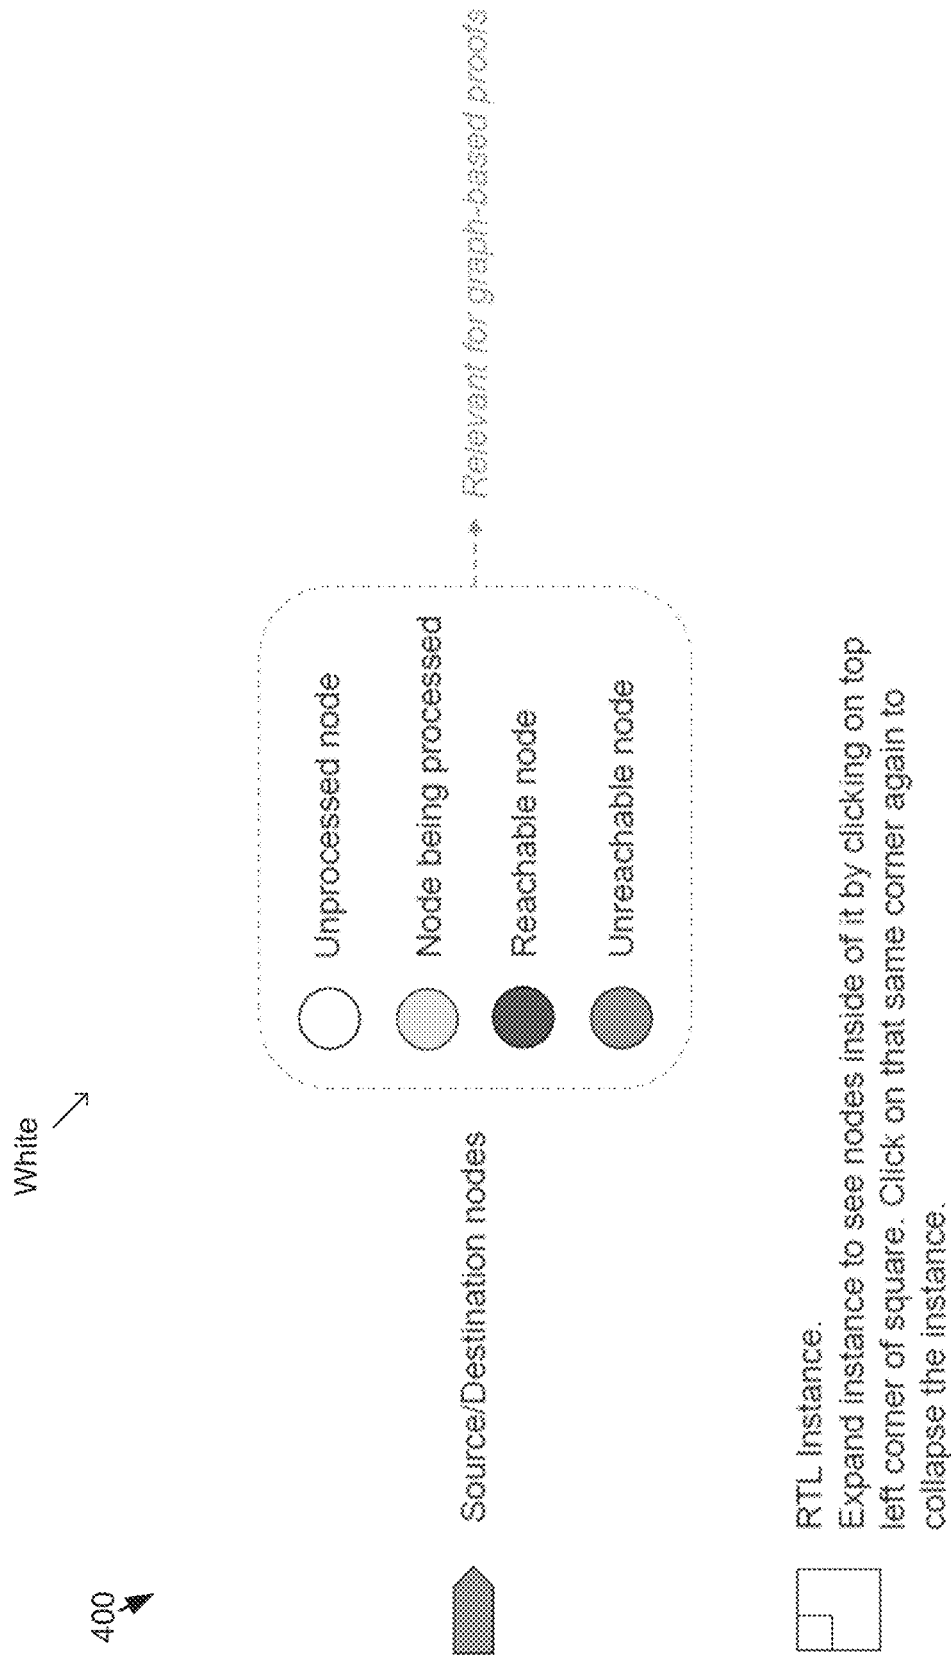 400
White
Source/Destination nodes
Unprocessed node
Node being processed
Reachable node
Unreachable node
Relevant for graph-based proofs
RTL Instance.
Expand instance to see nodes inside of it by clicking on top
left corner of square. Click on that same corner again to
collapse the instance.